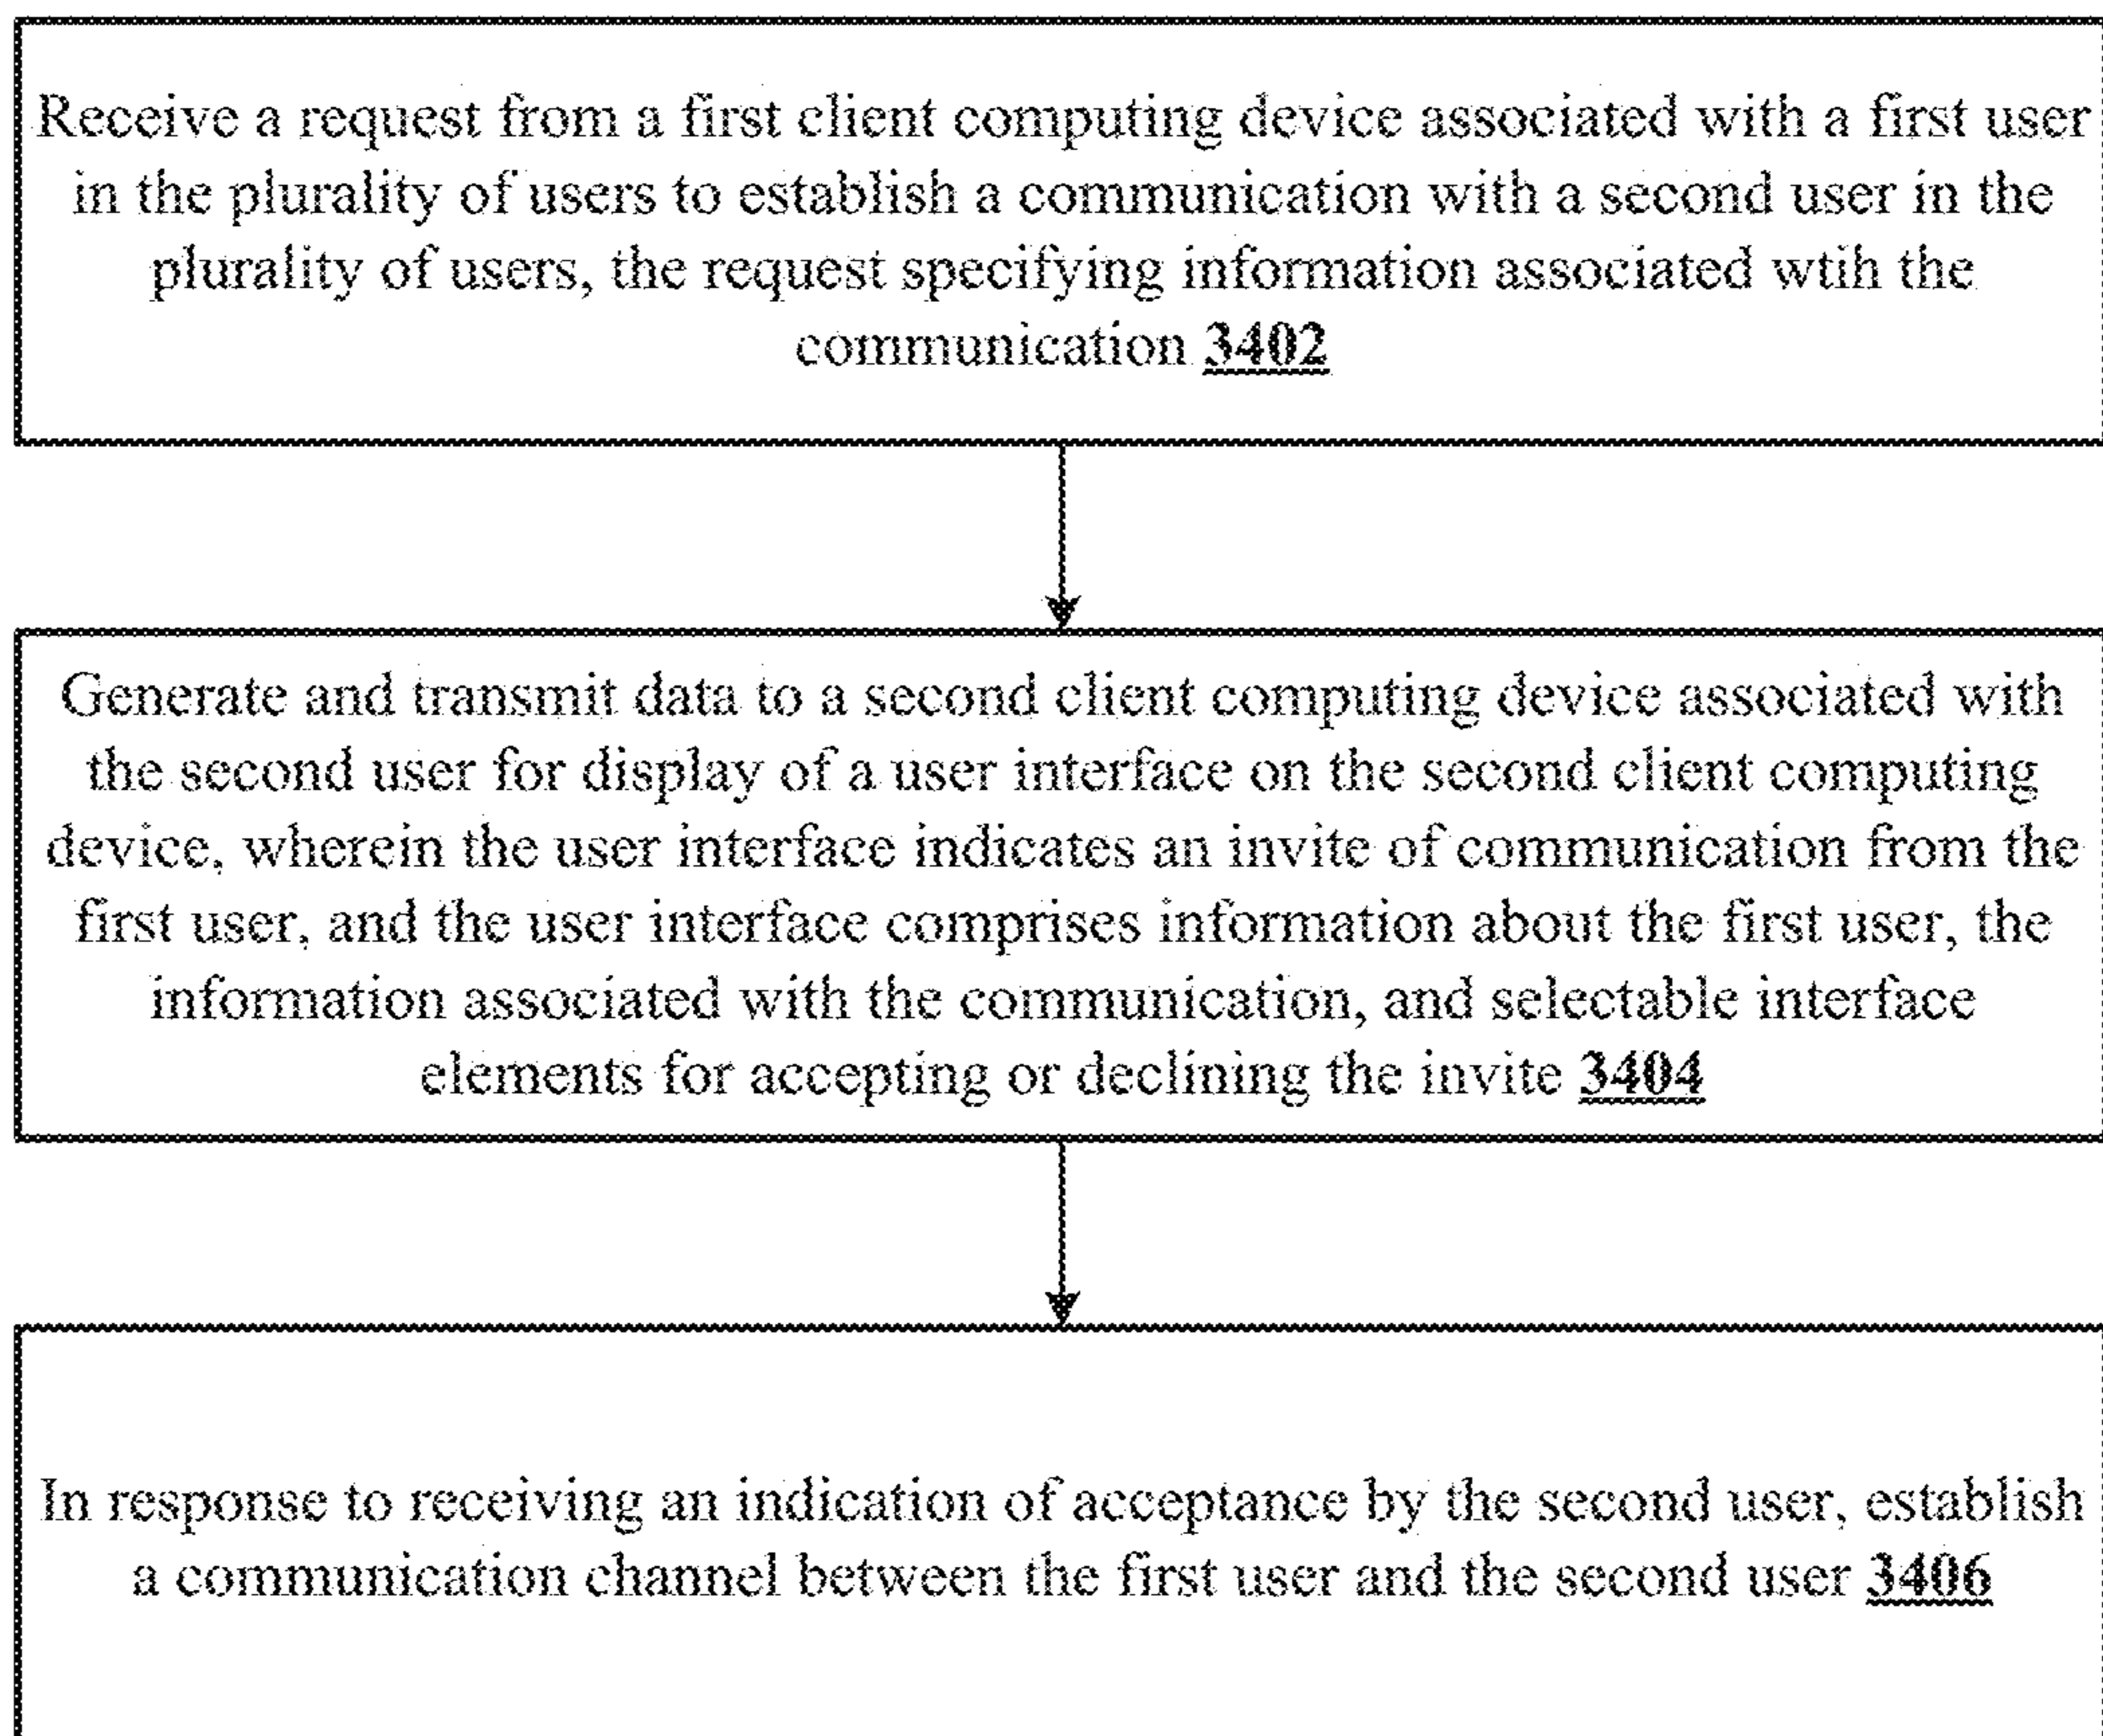 Receive a request from a first client computing device associated with a first user
in the plurality of users to establish a communication with a second user in the
plurality of users, the request specifying information associated wtih the
communication 3402
Generate and transmit data to a second client computing device associated with
the second user for display of a user interface on the second client computing
device, wherein the user interface indicates an invite of communication from the
first user, and the user interface comprises information about the first user, the
information associated with the communication, and selectable interface
elements for accepting or declining the invite 3404
In response to receiving an indication of acceptance by the second user, establish
a communication channel between the first user and the second user 3406